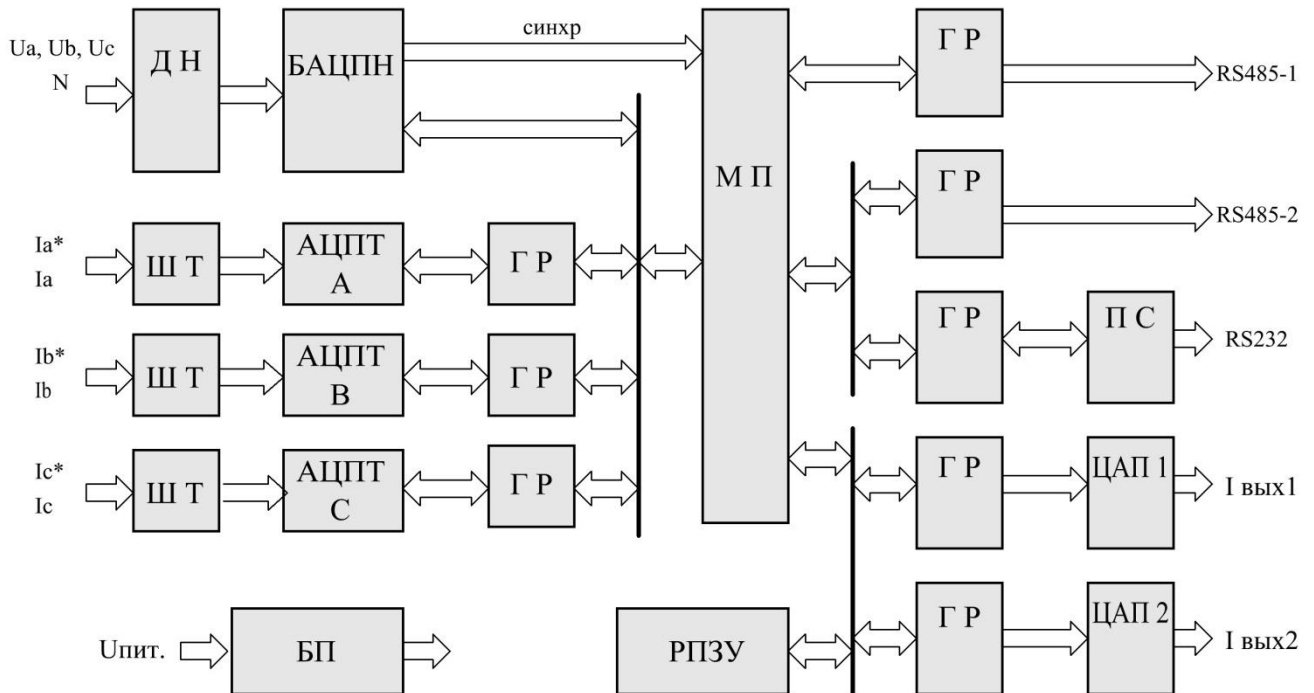 Ua, Ub, Uc
N
Д Н
БАЦПН
синхр
М П
Г Р
RS485-1
Г Р
RS485-2
Ia*
Ia
Ш Т
АЦПТ
А
Г Р
Г Р
П С
RS232
Ib*
Ib
Ш Т
АЦПТ
В
Г Р
Ic*
Ic
Ш Т
АЦПТ
С
Г Р
Г Р
ЦАП 1
I вых1
Uпит.
БП
РПЗУ
Г Р
ЦАП 2
I вых2